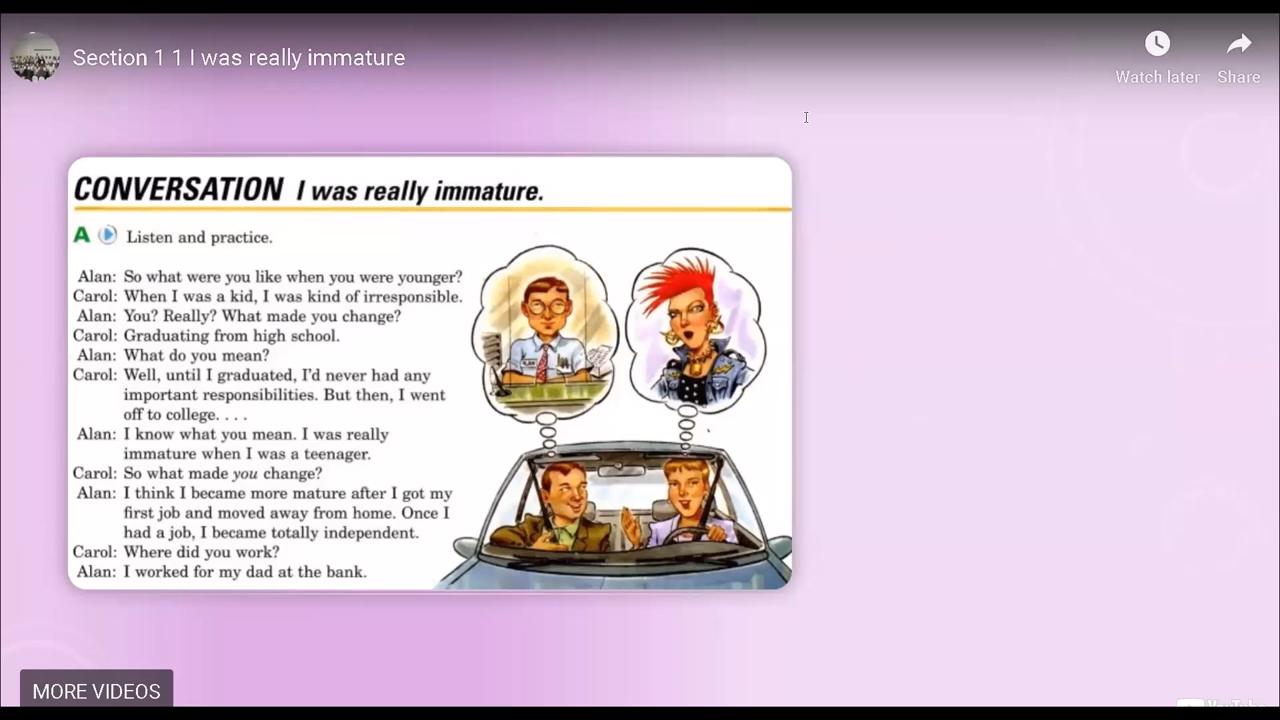 Section 1 1 I was really immature
Watch later
Share
CONVERSATION I was really immature.
A Listen and practice.
Alan: So what were you like when you were younger?
Carol: When I was a kid, I was kind of irresponsible.
Alan: You? Really? What made you change?
Carol: Graduating from high school.
Alan: What do you mean?
Carol: Well, until I graduated, I'd never had any
important responsibilities. But then, I went
off to college. . . .
Alan: I know what you mean. I was really
immature when I was a teenager.
Carol: So what made you change?
Alan: I think I became more mature after I got my
first job and moved away from home. Once I
had a job, I became totally independent.
Carol: Where did you work?
Alan: I worked for my dad at the bank.
MORE VIDEOS